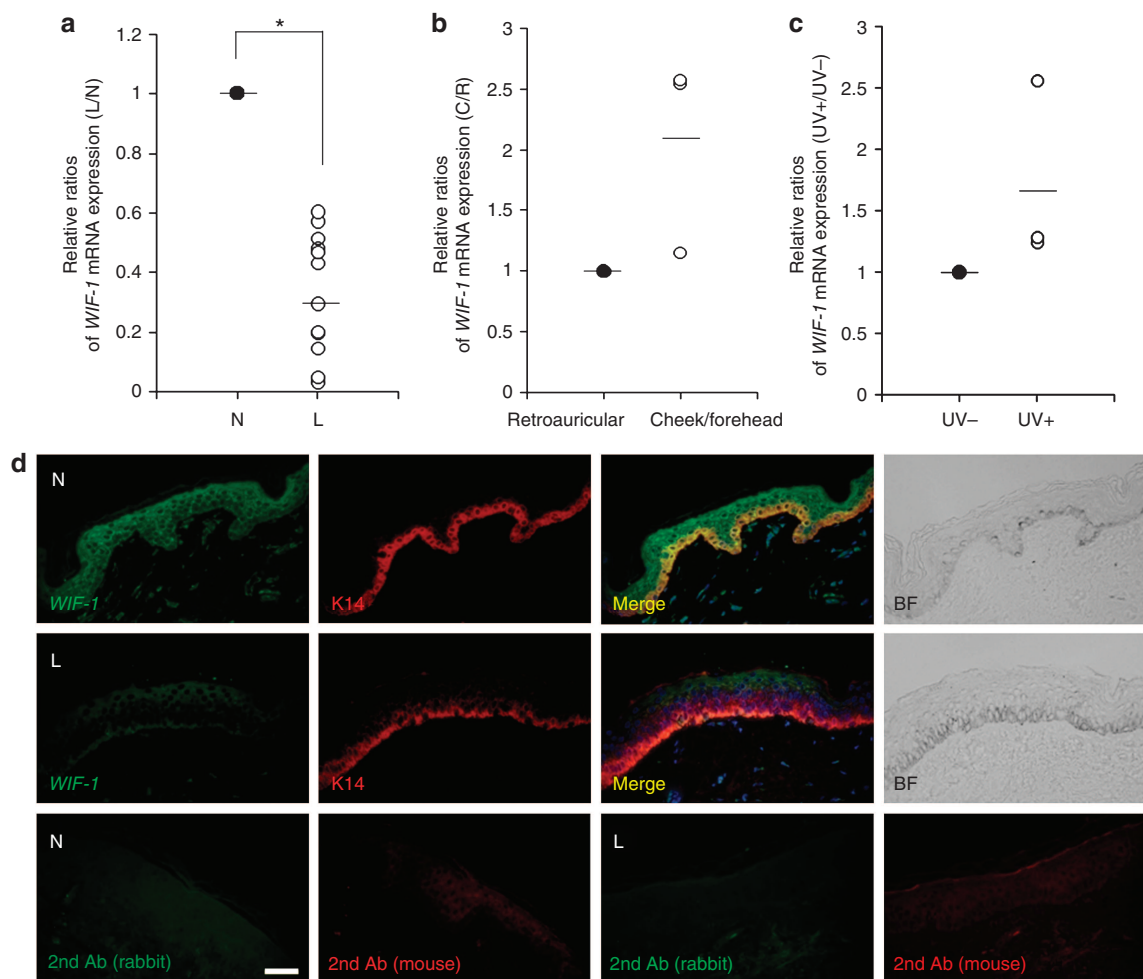 a
Relative ratios
of WIF-1 mRNA expression (L/N)
1.2
1
0.8
0.6
0.4
0.2
0
*
N
L
b
Relative ratios
of WIF-1 mRNA expression (C/R)
3
2.5
2
1.5
1
0.5
0
Retroauricular
Cheek/forehead
c
Relative ratios
of WIF-1 mRNA expression (UV+/UV–)
3
2.5
2
1.5
1
0.5
0
UV–
UV+
d
N
WIF-1
K14
Merge
BF
L
WIF-1
K14
Merge
BF
N
2nd Ab (rabbit)
2nd Ab (mouse)
L
2nd Ab (rabbit)
2nd Ab (mouse)